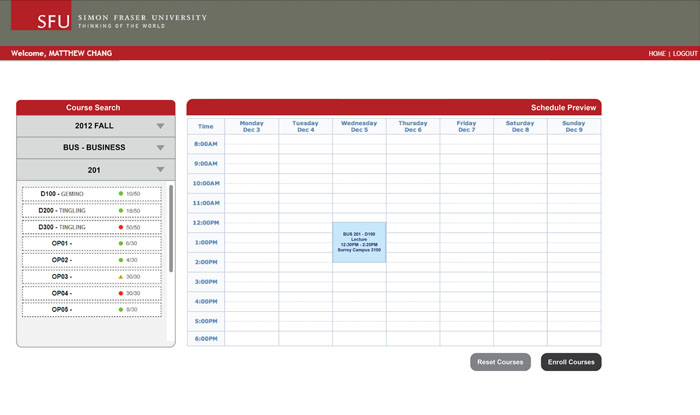 SFU
SIMON FRASER UNIVERSITY
THINKING OF THE WORLD
Welcome, MATTHEW CHANG
HOME | LOGOUT
Course Search
2012 FALL
BUS - BUSINESS
201
D100 - GEMINO 10/50
D200 - TINGLING 18/50
D300 - TINGLING 50/50
OP01 - 6/30
OP02 - 4/30
OP03 - 30/30
OP04 - 30/30
OP05 - 8/30
Schedule Preview
Time Monday Tuesday Wednesday Thursday Friday Saturday Sunday
Dec 3 Dec 4 Dec 5 Dec 6 Dec 7 Dec 8 Dec 9
8:00AM
9:00AM
10:00AM
11:00AM
12:00PM
1:00PM
2:00PM
3:00PM
4:00PM
5:00PM
6:00PM
BUS 201 - D100
Lecture
12:30PM - 2:20PM
Surrey Campus 3100
Reset Courses
Enroll Courses